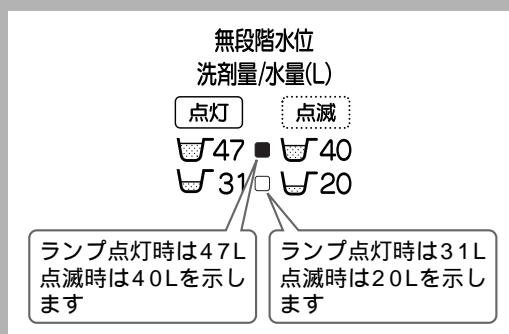 無段階水位
洗剤量/水量(L)
点灯 点滅
47 40
31 20
ランプ点灯時は47L
点滅時は40Lを示し
ます
ランプ点灯時は31L
点滅時は20Lを示し
ます